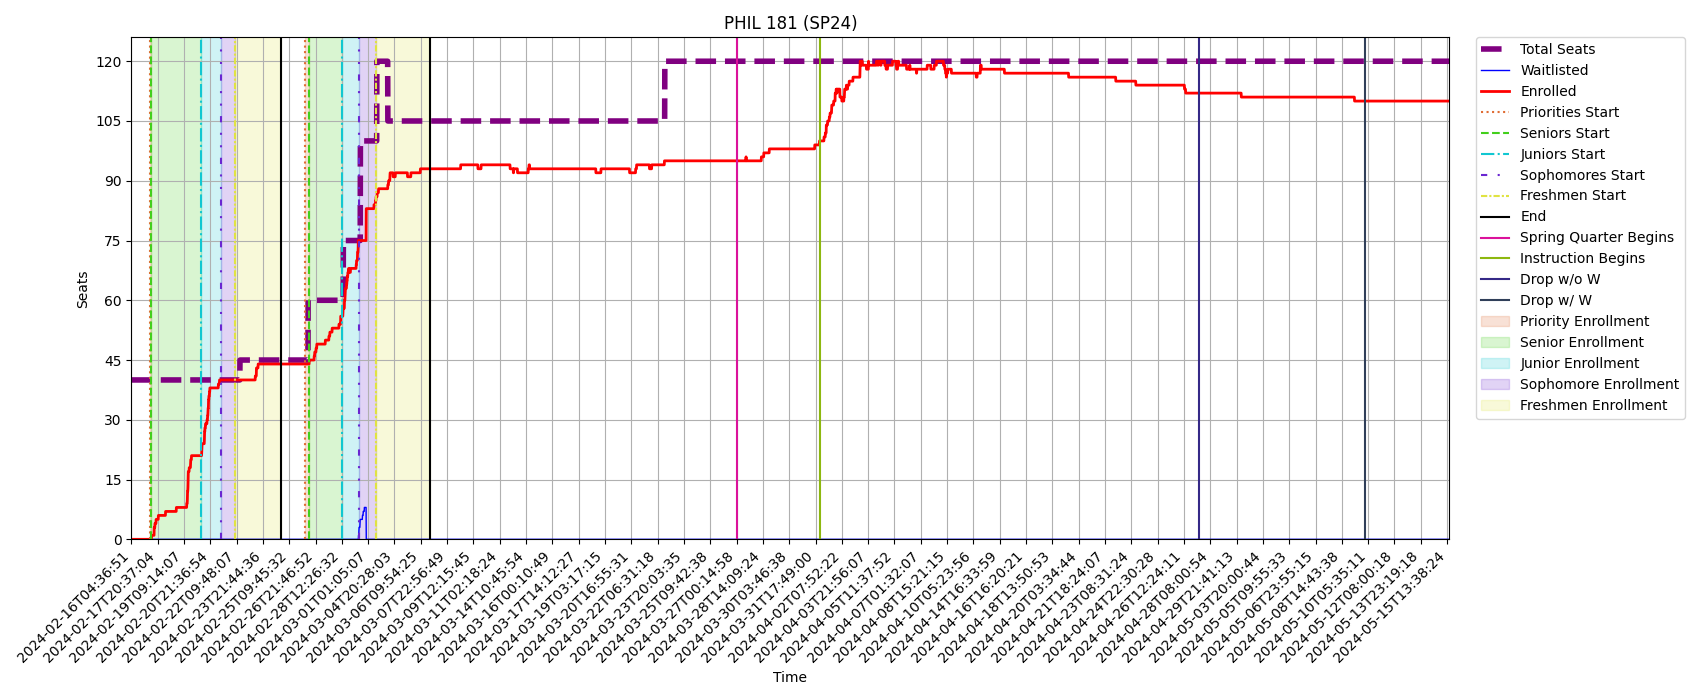 PHIL 181 (SP24)
120
105
90
75
60
45
30
15
0
Seats
2024-02-16T04:36:51
2024-02-17T20:37:04
2024-02-19T09:14:07
2024-02-20T21:36:54
2024-02-22T09:48:07
2024-02-23T21:44:36
2024-02-25T09:45:32
2024-02-26T21:46:52
2024-02-28T12:26:32
2024-03-01T01:05:07
2024-03-04T20:28:03
2024-03-06T09:54:25
2024-03-07T22:56:49
2024-03-09T12:15:45
2024-03-11T02:18:24
2024-03-14T10:45:54
2024-03-16T00:10:49
2024-03-17T14:12:27
2024-03-19T03:17:15
2024-03-20T16:55:31
2024-03-22T06:31:18
2024-03-23T20:03:35
2024-03-25T09:42:38
2024-03-27T00:14:58
2024-03-28T14:09:24
2024-03-30T03:46:38
2024-03-31T17:49:00
2024-04-02T07:52:22
2024-04-03T21:56:07
2024-04-05T11:37:52
2024-04-07T01:32:07
2024-04-08T15:21:15
2024-04-10T05:23:56
2024-04-14T16:33:59
2024-04-16T16:20:21
2024-04-18T13:50:53
2024-04-20T03:34:44
2024-04-21T18:24:07
2024-04-23T08:31:24
2024-04-24T22:30:28
2024-04-26T12:24:11
2024-04-28T08:00:54
2024-04-29T21:41:13
2024-05-03T20:00:44
2024-05-05T09:55:33
2024-05-06T23:55:15
2024-05-08T14:43:38
2024-05-10T05:35:11
2024-05-12T08:00:18
2024-05-13T23:19:18
2024-05-15T13:38:24
Time
Total Seats
Waitlisted
Enrolled
Priorities Start
Seniors Start
Juniors Start
Sophomores Start
Freshmen Start
End
Spring Quarter Begins
Instruction Begins
Drop w/o W
Drop w/ W
Priority Enrollment
Senior Enrollment
Junior Enrollment
Sophomore Enrollment
Freshmen Enrollment